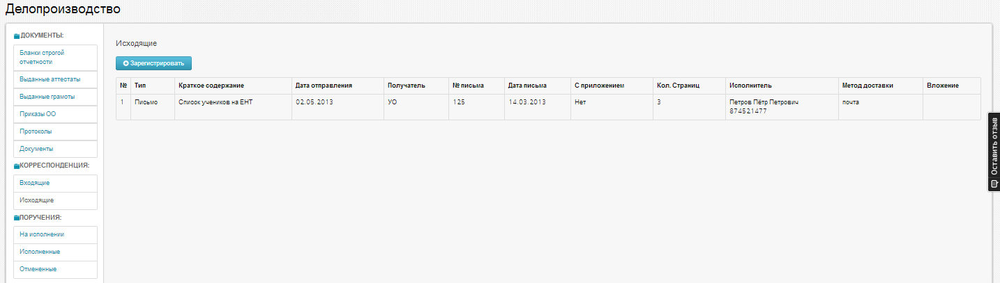 Делопроизводство
ДОКУМЕНТЫ:
Бланки строгой
отчетности
Выданные аттестаты
Выданные грамоты
Приказы ОО
Протоколы
Документы
КОРРЕСПОНДЕНЦИЯ:
Входящие
Исходящие
ПОРУЧЕНИЯ:
На исполнении
Исполненные
Отмененные
Исходящие
Зарегистрировать
№ Тип Краткое содержание Дата отправления Получатель № письма Дата письма С приложением Кол. Страниц Исполнитель Метод доставки Вложение
1 Письмо Список учеников на ЕНТ 02.05.2013 УО 125 14.03.2013 Нет 3 Петров Пётр Петрович почта
874521477
Оставить отзыв